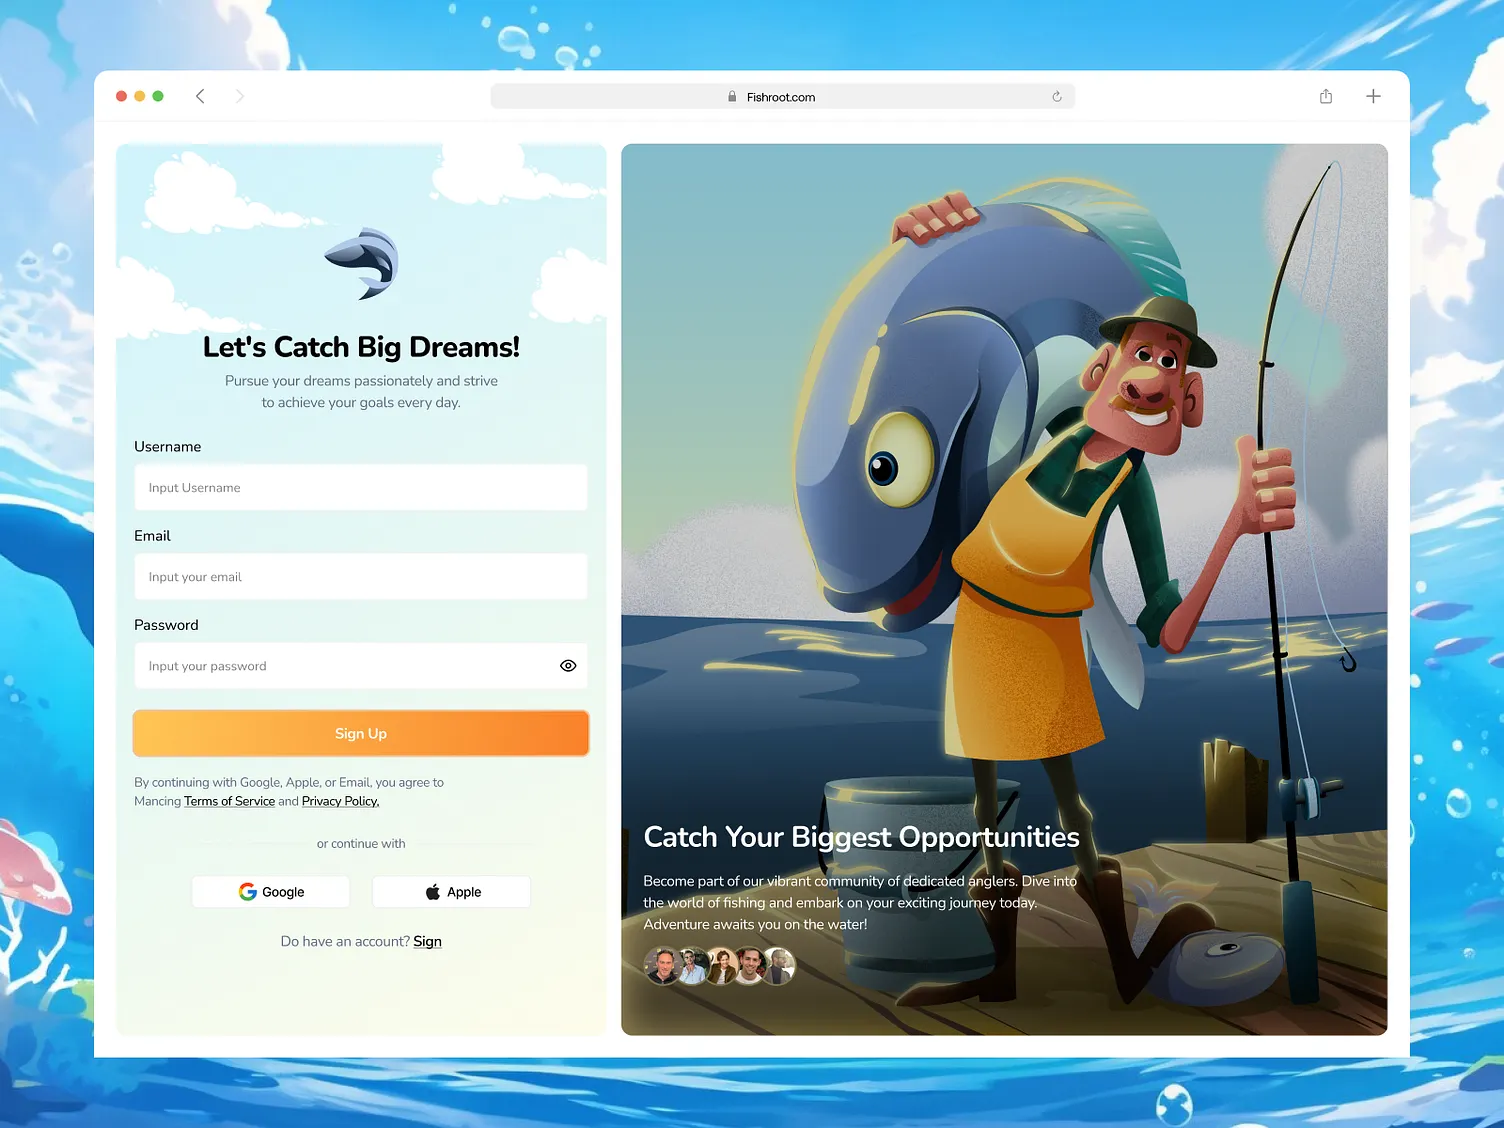 Fishroot.com
Let's Catch Big Dreams!
Pursue your dreams passionately and strive
to achieve your goals every day.
Username
Input Username
Email
Input your email
Password
Input your password
Sign Up
By continuing with Google, Apple, or Email, you agree to
Mancing Terms of Service and Privacy Policy.
or continue with
Google
Apple
Do have an account? Sign
Catch Your Biggest Opportunities
Become part of our vibrant community of dedicated anglers. Dive into
the world of fishing and embark on your exciting journey today.
Adventure awaits you on the water!